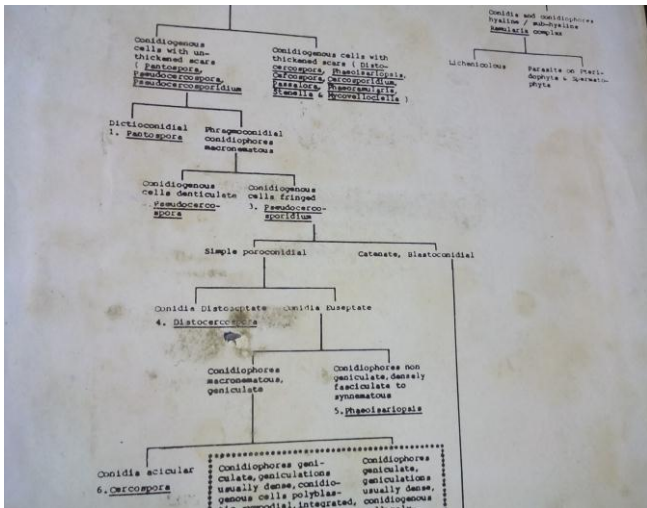 Conidia and conidiophores
hyaline / sub-hyaline
Ramularia complex
Lichenicolous
Parasite on Pteri-
dophyte & Spermato-
phyte
Conidiogenous
cells with un-
thickened scars
( Pantospora,
Pseudocercospora,
Pseudocercosporidium
Conidiogenous cells with
thickened scars ( Disto-
cercospora, Phaeoisariopsis,
Cercospora, Cercosporidium,
Passalora, Phaeoramularia,
Stenella & Mycovellosiella )
Dictioconidial
1. Pantospora
Phragmoconidial
conidiophores
macronematous
Conidiogenous
cells denticulate
Pseudocerco-
spora
Conidiogenous
cells fringed
3. Pseudocerco-
sporidium
Simple poroconidial
Catenate, Blastoconidial
Conidia Distoseptate
4. Distocercospora
Conidia Euseptate
Conidiophores
macronematous,
geniculate
Conidiophores non
geniculate, densely
fasciculate to
synnematous
5. Phaeoisariopsis
Conidia acicular
6. Cercospora
Conidiophores geni-
culate, geniculations
usually dense, conidio-
genous cells polyblas-
sympodial, integrated,
Conidiophores
geniculate,
geniculations
usually dense,
conidiogenous